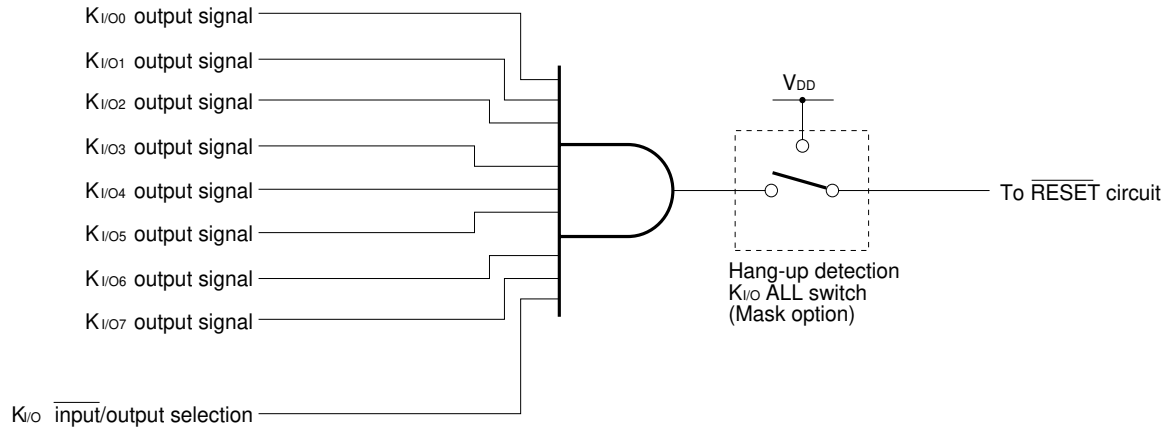 KI/O0 output signal
KI/O1 output signal
KI/O2 output signal
KI/O3 output signal
KI/O4 output signal
KI/O5 output signal
KI/O6 output signal
KI/O7 output signal
KI/O input/output selection
VDD
Hang-up detection
KI/O ALL switch
(Mask option)
To RESET circuit